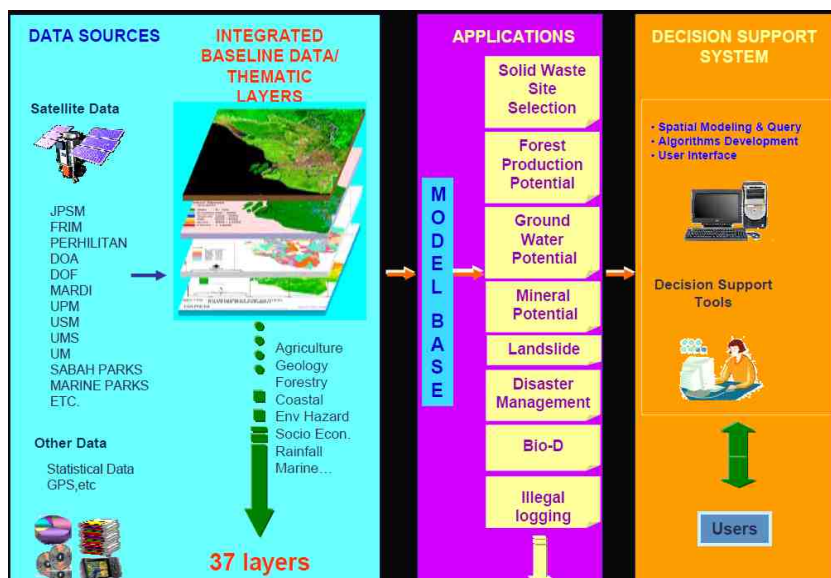 DATA SOURCES
Satellite Data
JPSM
FRIM
PERHILITAN
DOA
DOF
MARDI
UPM
USM
UMS
UM
SABAH PARKS
MARINE PARKS
ETC.
Other Data
Statistical Data
GPS,etc
INTEGRATED
BASELINE DATA/
THEMATIC
LAYERS
Agriculture
Geology
Forestry
Coastal
Env Hazard
Socio Econ.
Rainfall
Marine…
37 layers
APPLICATIONS
MODEL BASE
Solid Waste
Site
Selection
Forest
Production
Potential
Ground
Water
Potential
Mineral
Potential
Landslide
Disaster
Management
Bio-D
Illegal
logging
DECISION SUPPORT
SYSTEM
• Spatial Modeling & Query
• Algorithms Development
• User Interface
Decision Support
Tools
Users